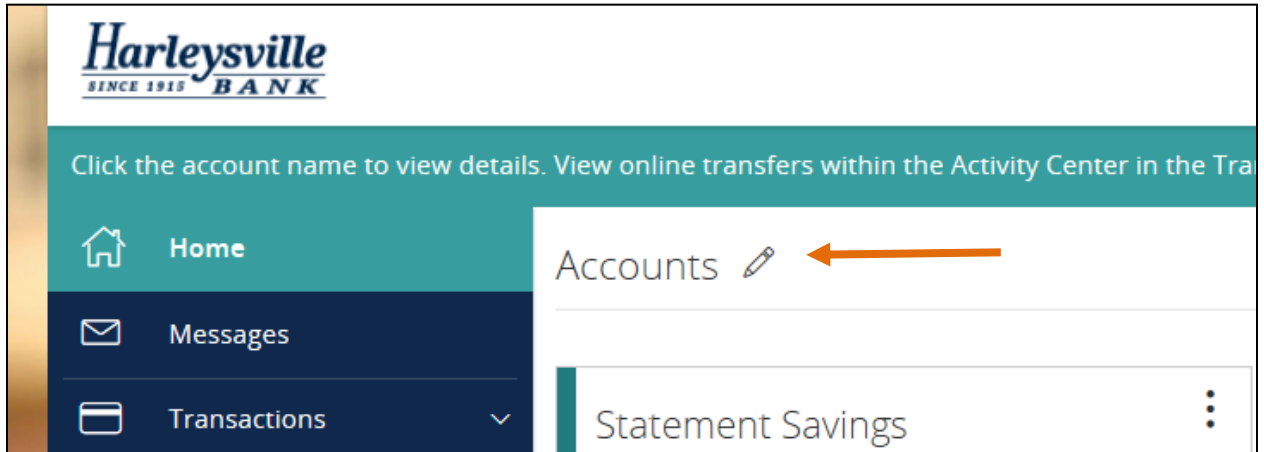 Harleysville
SINCE 1915 BANK
Click the account name to view details. View online transfers within the Activity Center in the Tra
Home
Accounts
Messages
Transactions
Statement Savings